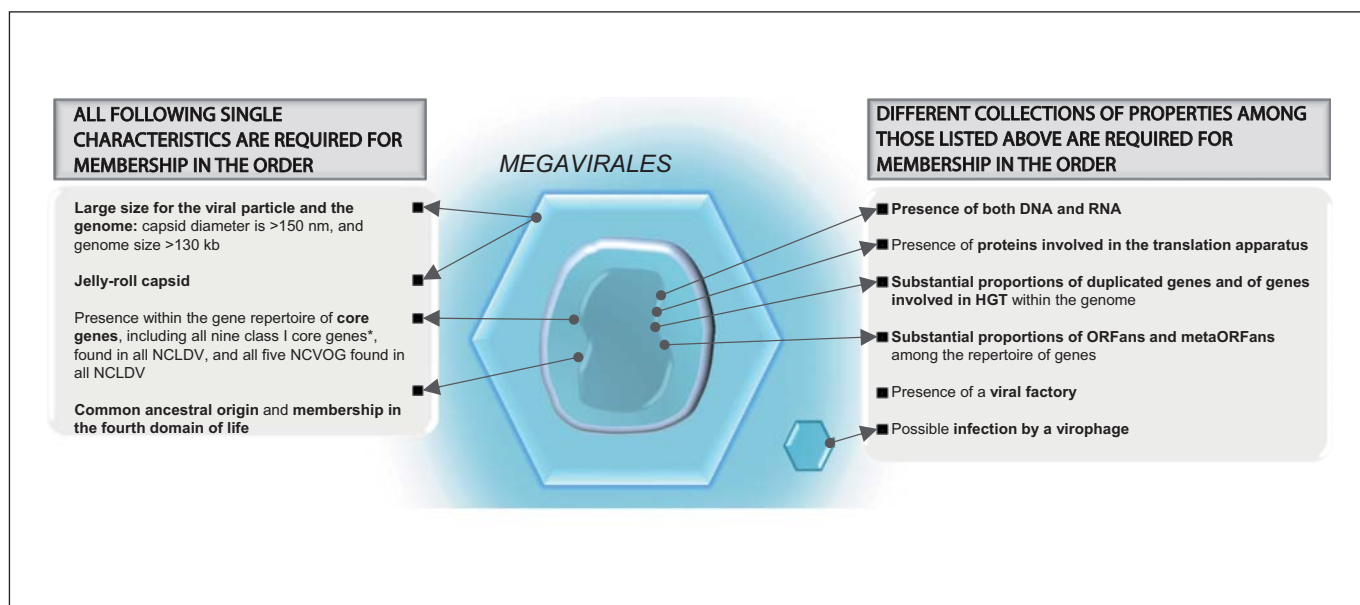 ALL FOLLOWING SINGLE
CHARACTERISTICS ARE REQUIRED FOR
MEMBERSHIP IN THE ORDER
Large size for the viral particle and the
genome: capsid diameter is >150 nm, and
genome size >130 kb
Jelly-roll capsid
Presence within the gene repertoire of core
genes, including all nine class I core genes*,
found in all NCLDV, and all five NCVOG found in
all NCLDV
Common ancestral origin and membership in
the fourth domain of life
MEGAVIRALES
DIFFERENT COLLECTIONS OF PROPERTIES AMONG
THOSE LISTED ABOVE ARE REQUIRED FOR
MEMBERSHIP IN THE ORDER
Presence of both DNA and RNA
Presence of proteins involved in the translation apparatus
Substantial proportions of duplicated genes and of genes
involved in HGT within the genome
Substantial proportions of ORFans and metaORFans
among the repertoire of genes
Presence of a viral factory
Possible infection by a virophage